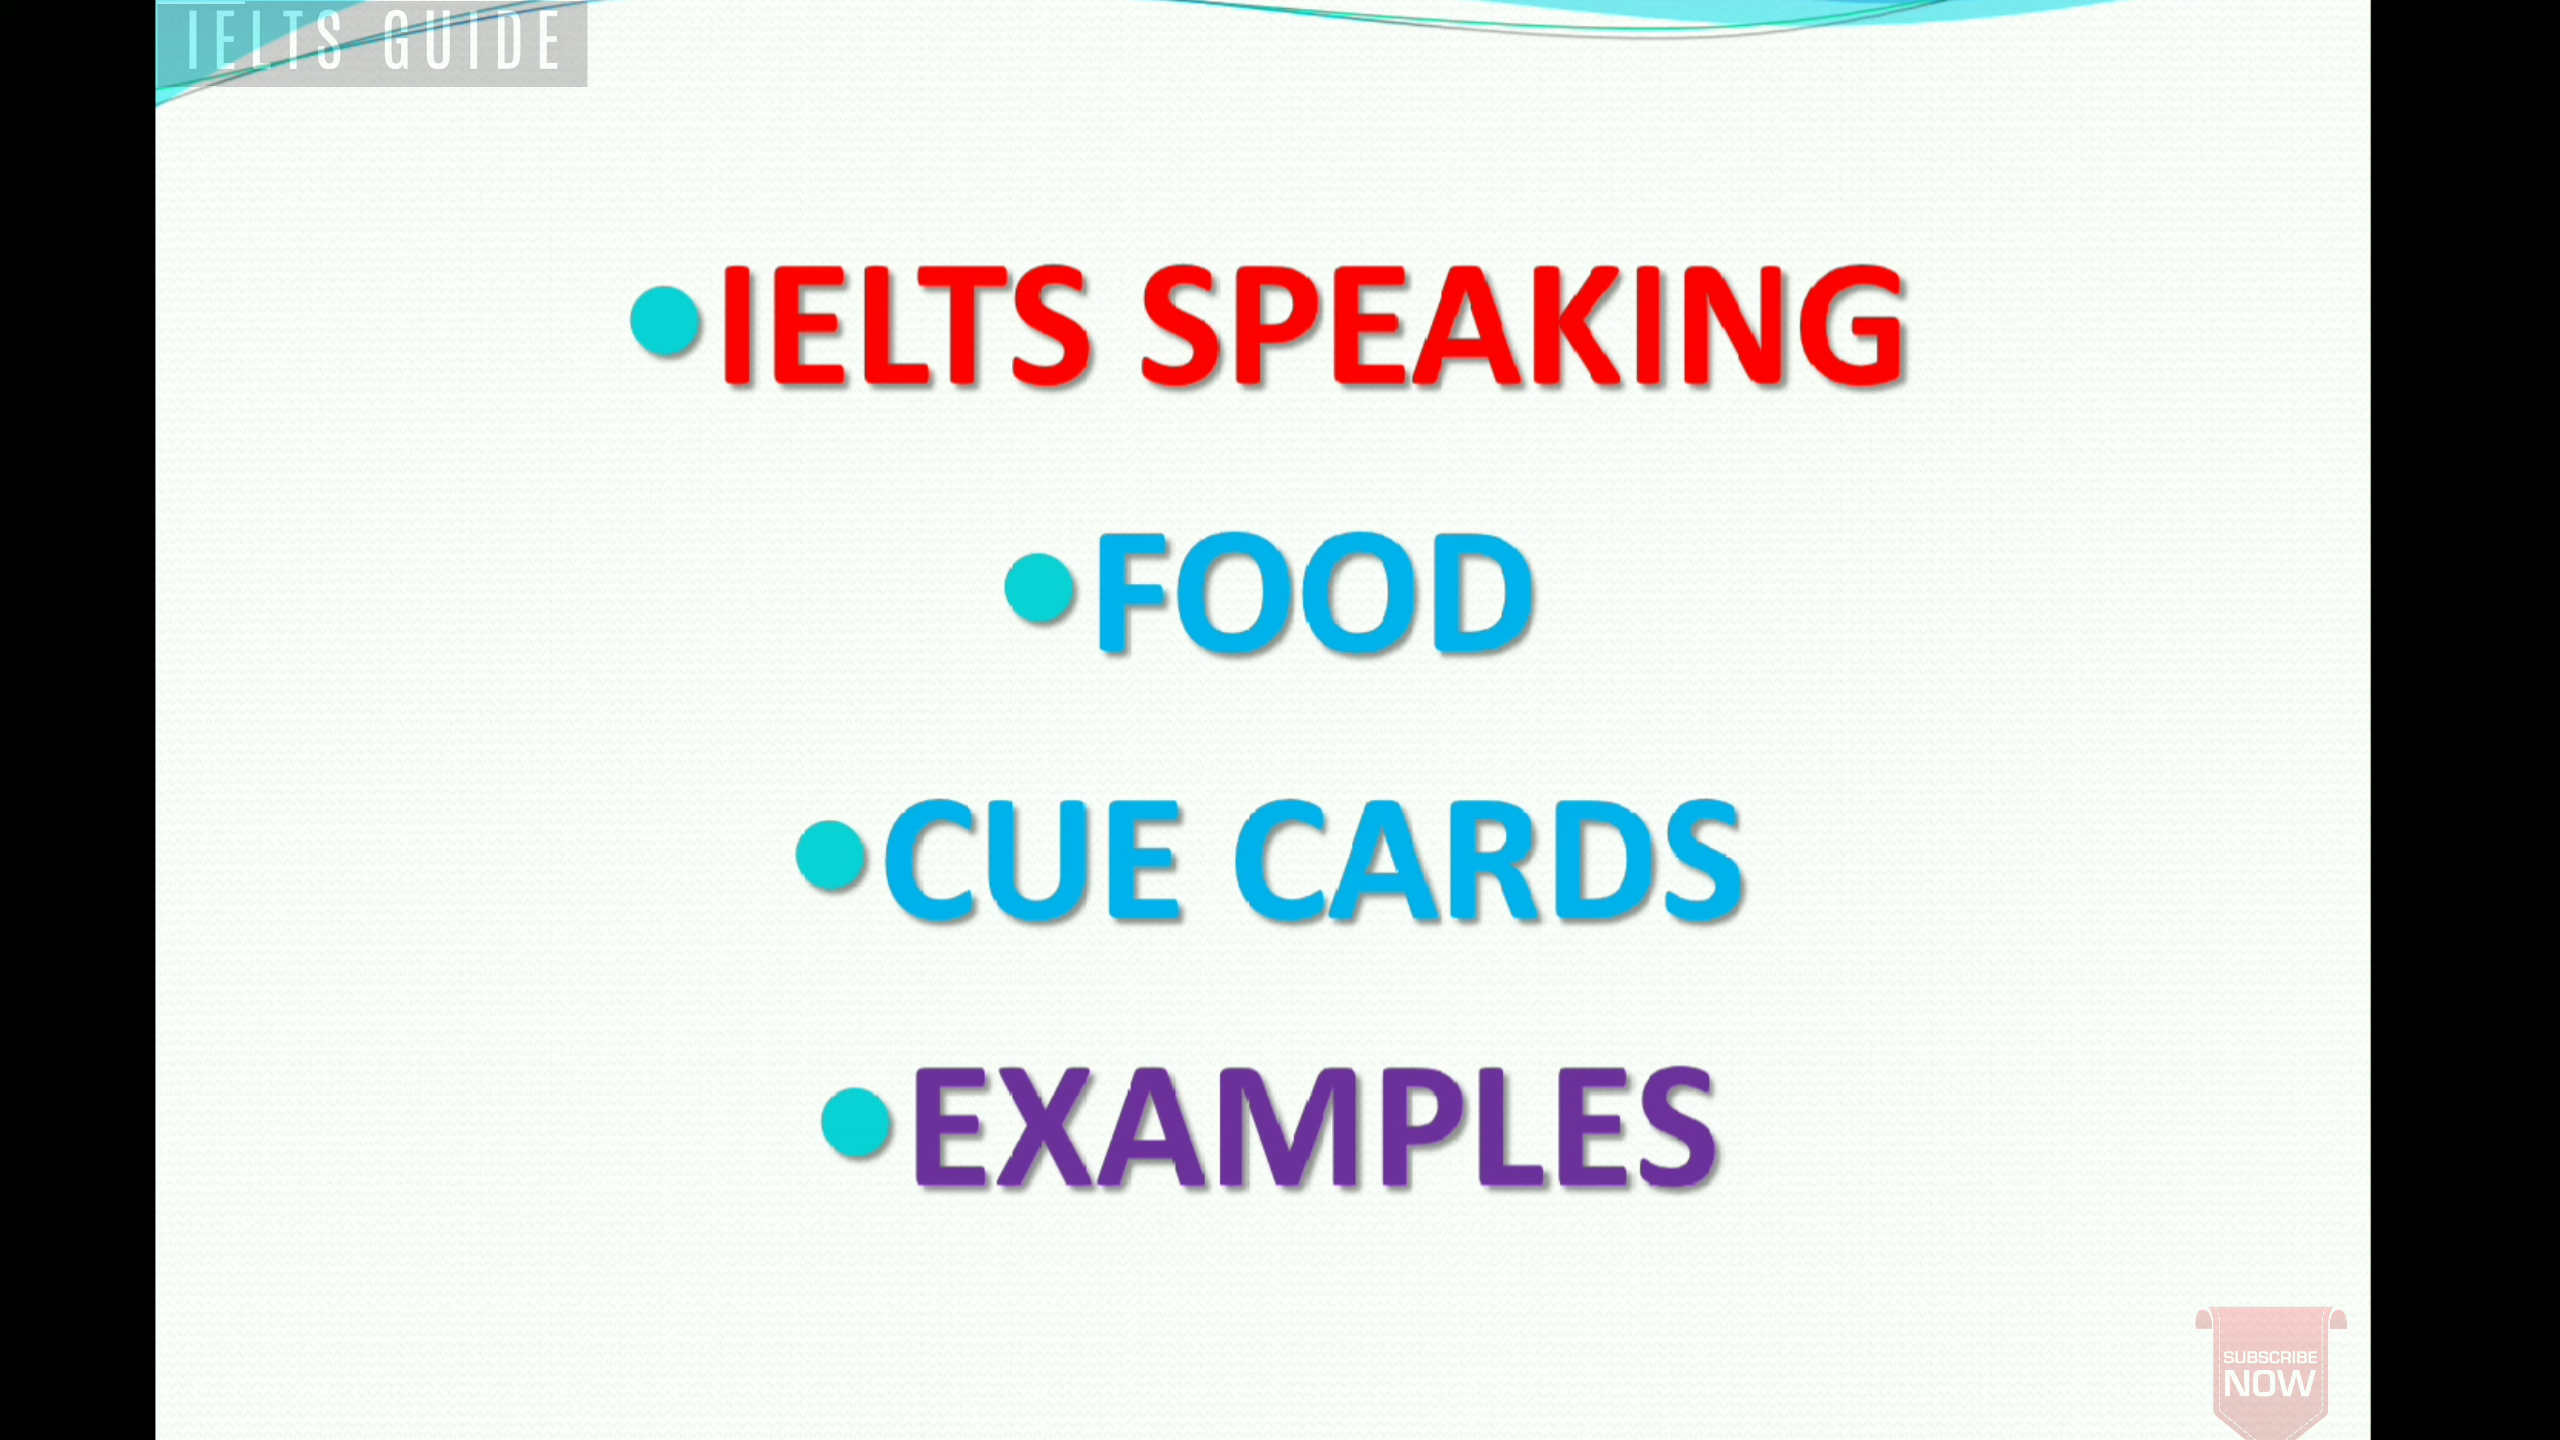 IELTS GUIDE
•IELTS SPEAKING
•FOOD
•CUE CARDS
•EXAMPLES
SUBSCRIBE
NOW